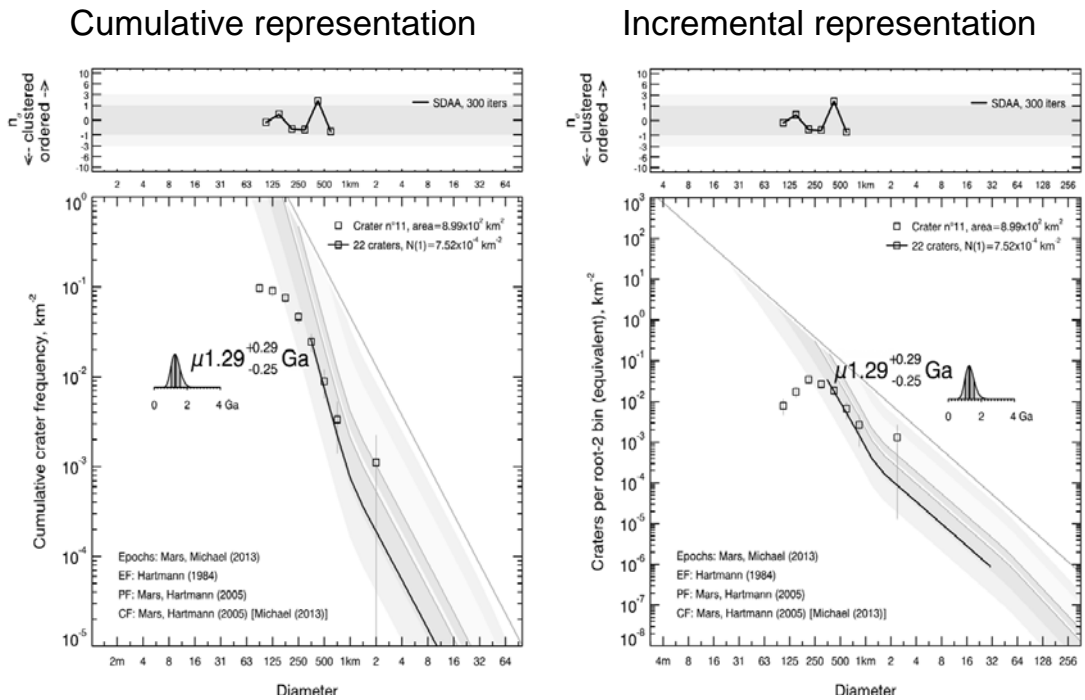 Cumulative representation
n_σ
<-- clustered
ordered -->
10
6
3
1
0
-1
-3
-6
-10
SDAA, 300 iters
2 4 8 16 31 63 125 250 500 1km 2 4 8 16 32 64
Cumulative crater frequency, km⁻²
10⁰
10⁻¹
10⁻²
10⁻³
10⁻⁴
10⁻⁵
Crater n°11, area=8.99x10² km²
22 craters, N(1)=7.52x10⁻⁴ km⁻²
μ1.29 +0.29 -0.25 Ga
0 2 4 Ga
Epochs: Mars, Michael (2013)
EF: Hartmann (1984)
PF: Mars, Hartmann (2005)
CF: Mars, Hartmann (2005) [Michael (2013)]
2m 4 8 16 31 63 125 250 500 1km 2 4 8 16 32 64
Diameter
Incremental representation
n_σ
<-- clustered
ordered -->
10
6
3
1
0
-1
-3
-6
-10
SDAA, 300 iters
4 8 16 31 63 125 250 500 1km 2 4 8 16 32 64 128 256
Craters per root-2 bin (equivalent), km⁻²
10³
10²
10¹
10⁰
10⁻¹
10⁻²
10⁻³
10⁻⁴
10⁻⁵
10⁻⁶
10⁻⁷
10⁻⁸
Crater n°11, area=8.99x10² km²
22 craters, N(1)=7.52x10⁻⁴ km⁻²
μ1.29 +0.29 -0.25 Ga
0 2 4 Ga
Epochs: Mars, Michael (2013)
EF: Hartmann (1984)
PF: Mars, Hartmann (2005)
CF: Mars, Hartmann (2005) [Michael (2013)]
4m 8 16 31 63 125 250 500 1km 2 4 8 16 32 64 128 256
Diameter